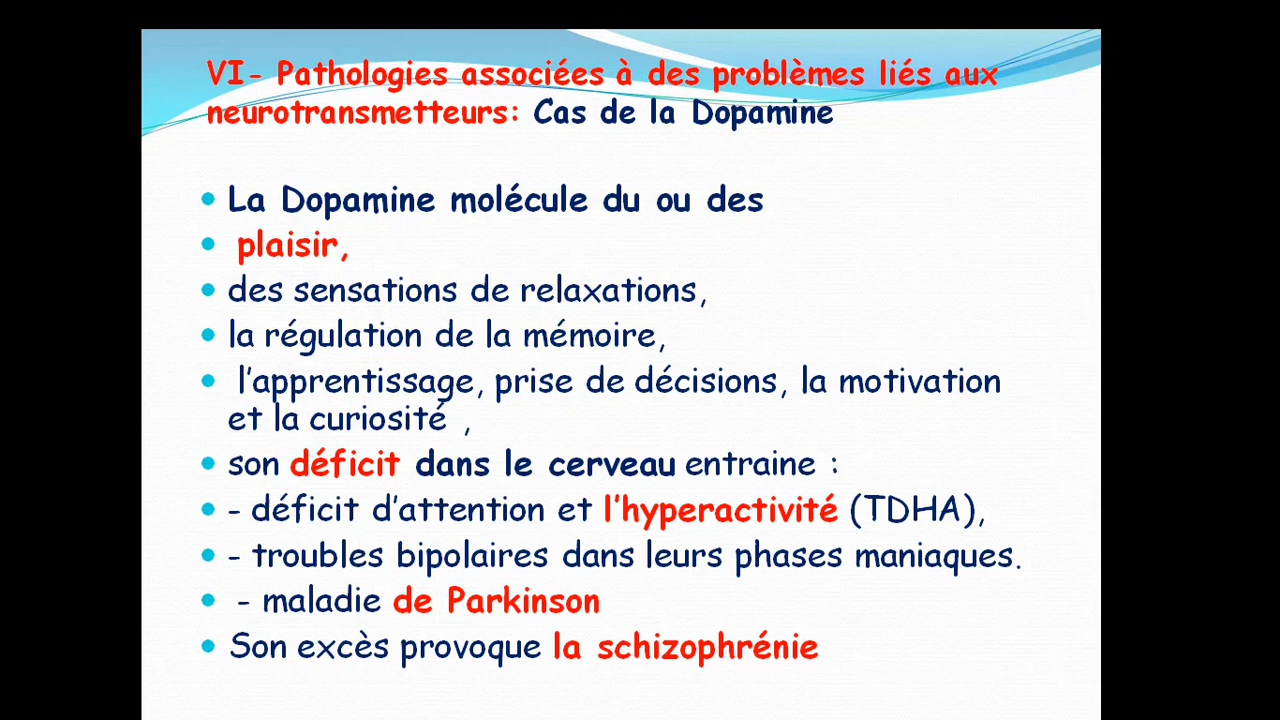 VI- Pathologies associées à des problèmes liés aux
neurotransmetteurs: Cas de la Dopamine
• La Dopamine molécule du ou des
• plaisir,
• des sensations de relaxations,
• la régulation de la mémoire,
• l’apprentissage, prise de décisions, la motivation
et la curiosité ,
• son déficit dans le cerveau entraine :
• - déficit d’attention et l’hyperactivité (TDHA),
• - troubles bipolaires dans leurs phases maniaques.
• - maladie de Parkinson
• Son excès provoque la schizophrénie